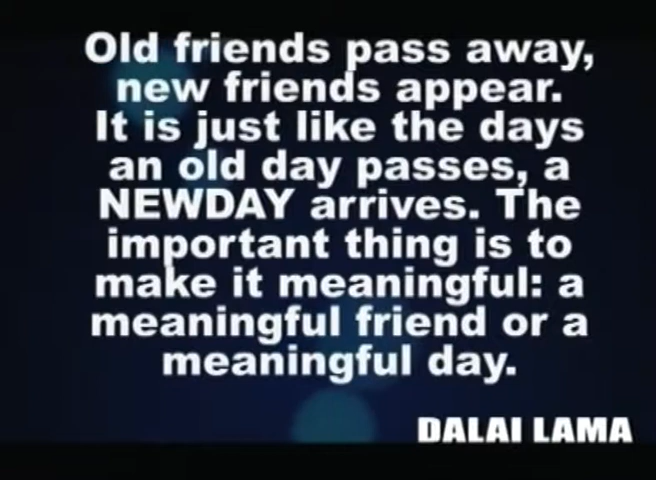 Old friends pass away,
new friends appear.
It is just like the days
an old day passes, a
NEWDAY arrives. The
important thing is to
make it meaningful: a
meaningful friend or a
meaningful day.
DALAI LAMA